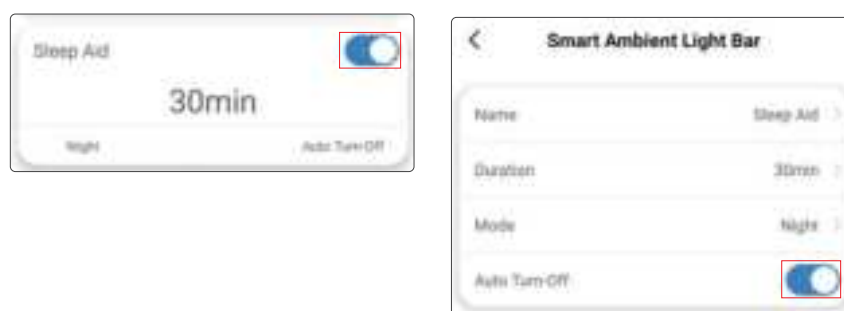 Sleep Aid
30min
Night Auto Turn-Off
Smart Ambient Light Bar
Name Sleep Aid
Duration 30min
Mode Night
Auto Turn-Off